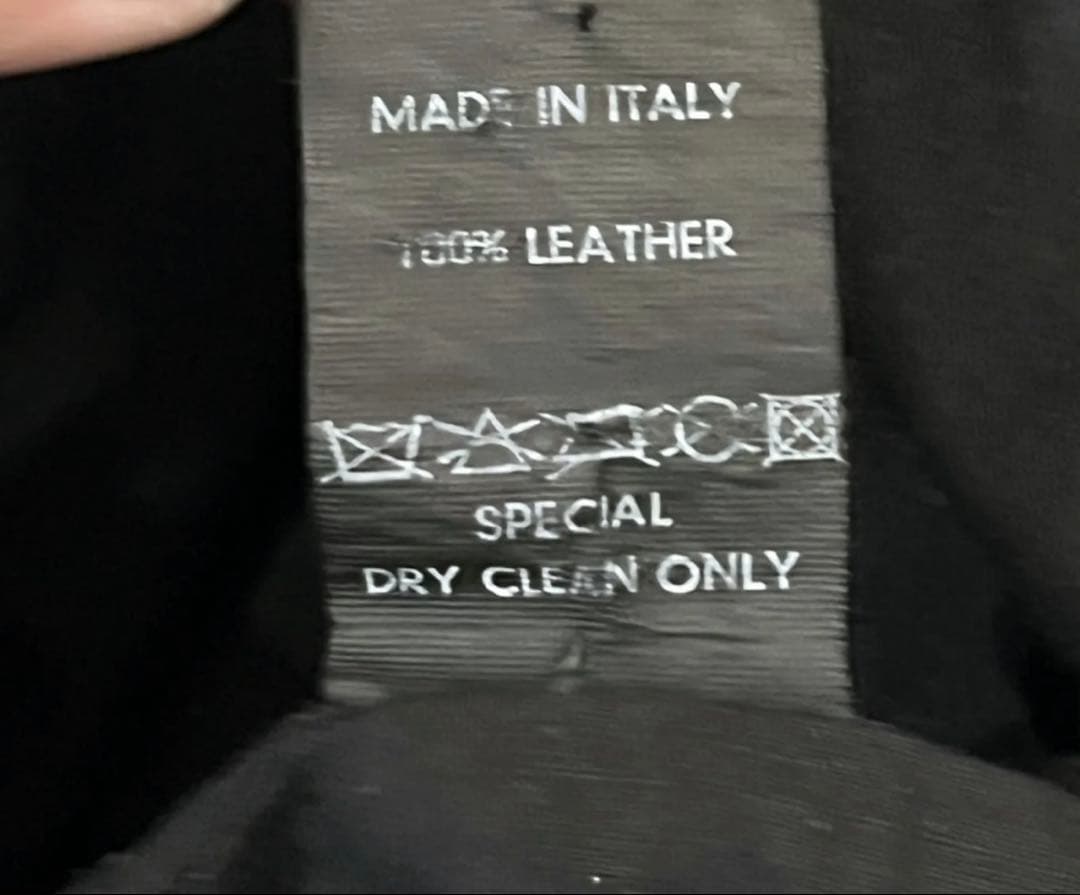 MADE IN ITALY
100% LEATHER
SPECIAL
DRY CLEAN ONLY